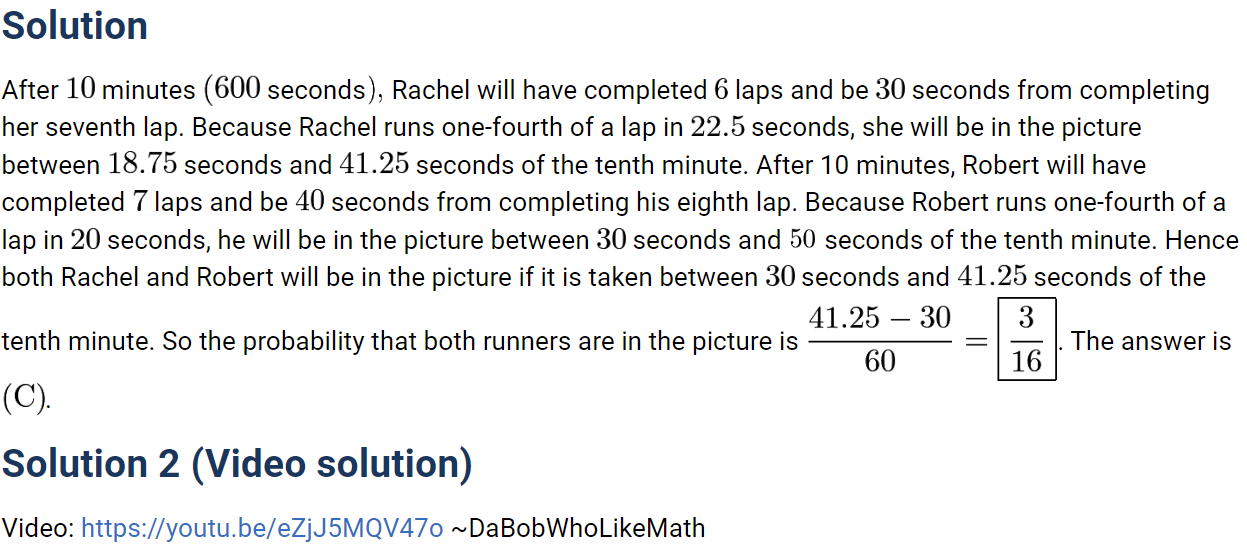 Solution
After 10 minutes (600 seconds), Rachel will have completed 6 laps and be 30 seconds from completing
her seventh lap. Because Rachel runs one-fourth of a lap in 22.5 seconds, she will be in the picture
between 18.75 seconds and 41.25 seconds of the tenth minute. After 10 minutes, Robert will have
completed 7 laps and be 40 seconds from completing his eighth lap. Because Robert runs one-fourth of a
lap in 20 seconds, he will be in the picture between 30 seconds and 50 seconds of the tenth minute. Hence
both Rachel and Robert will be in the picture if it is taken between 30 seconds and 41.25 seconds of the
tenth minute. So the probability that both runners are in the picture is \frac{41.25 - 30}{60} = \boxed{\frac{3}{16}}. The answer is
(C).
Solution 2 (Video solution)
Video: https://youtu.be/eZjJ5MQV47o ~DaBobWhoLikeMath